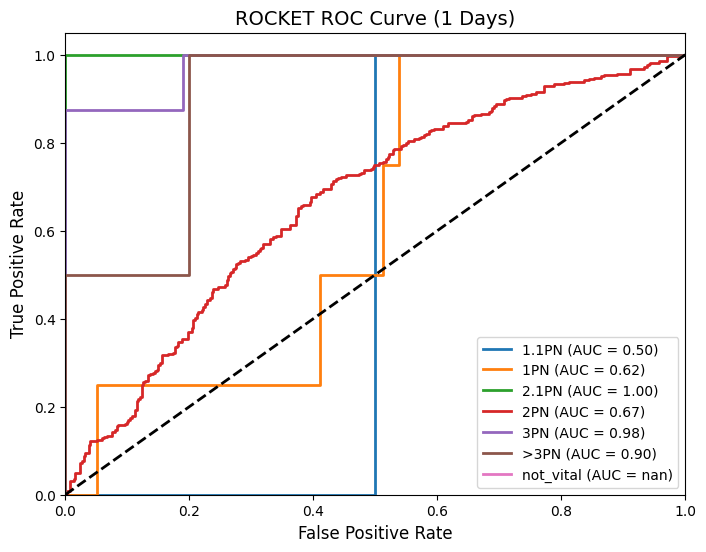 ROCKET ROC Curve (1 Days)
True Positive Rate
1.0
0.8
0.6
0.4
0.2
0.0
1.1PN (AUC = 0.50)
1PN (AUC = 0.62)
2.1PN (AUC = 1.00)
2PN (AUC = 0.67)
3PN (AUC = 0.98)
>3PN (AUC = 0.90)
not_vital (AUC = nan)
0.0 0.2 0.4 0.6 0.8 1.0
False Positive Rate